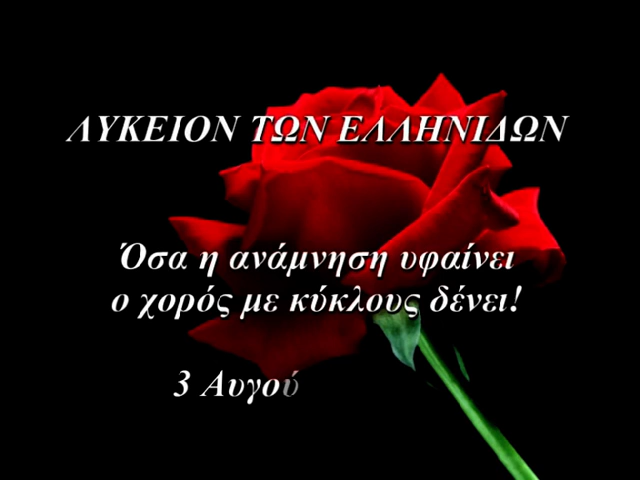 ΛΥΚΕΙΟΝ ΤΩΝ ΕΛΛΗΝΙΔΩΝ
Όσα η ανάμνηση υφαίνει
ο χορός με κύκλους δένει!
3 Αυγού